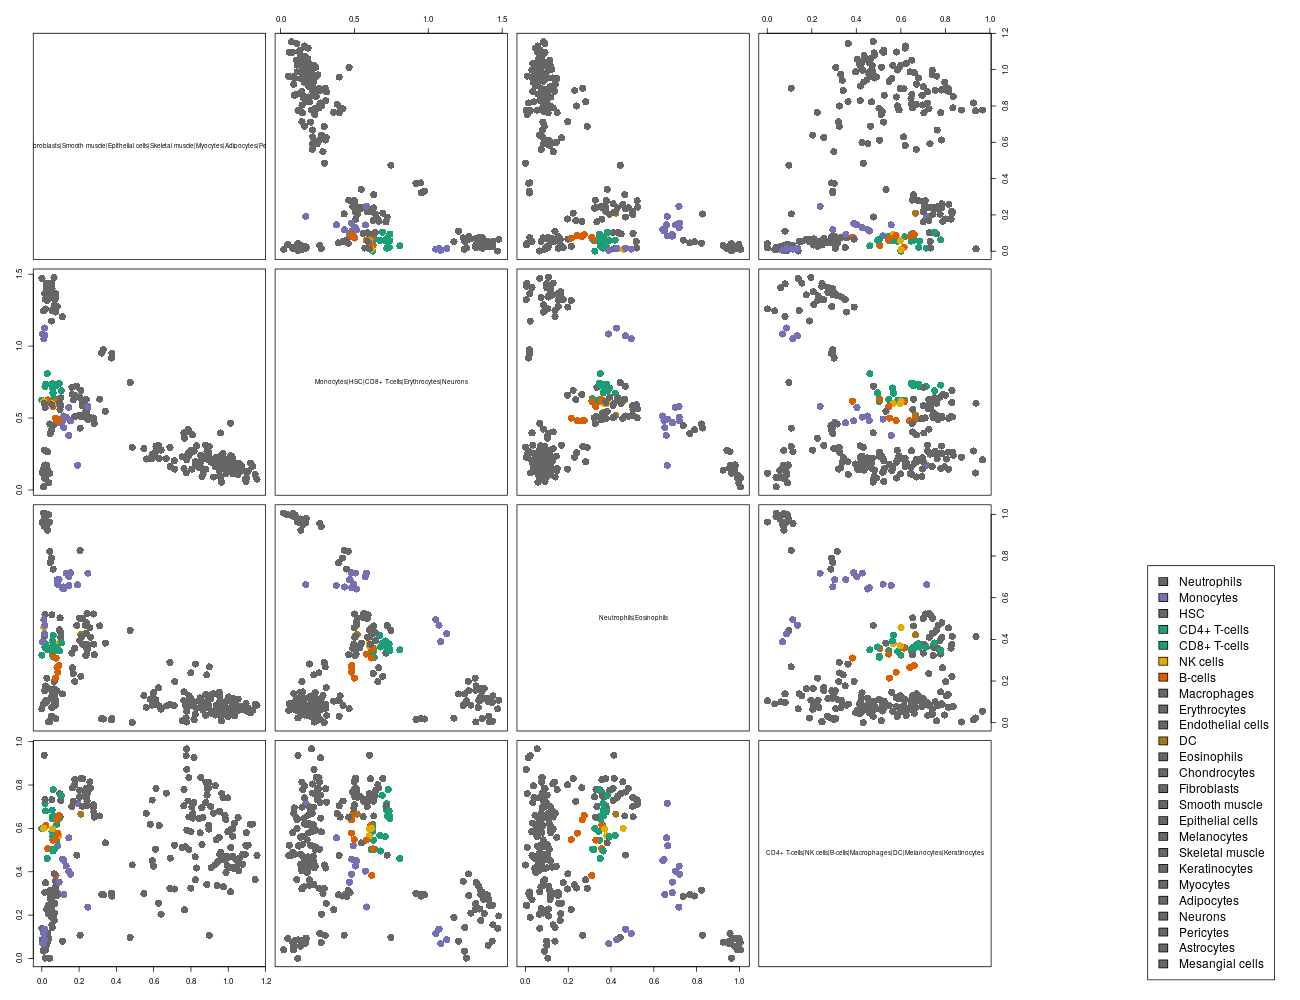 0.0 0.5 1.0 1.5
0.0 0.2 0.4 0.6 0.8 1.0
oblasts|Smooth muscle|Epithelial cells|Skeletal muscle|Myocytes|Adipocytes|Pe
0.0 0.2 0.4 0.6 0.8 1.0 1.2
0.0 0.5 1.0 1.5
Monocytes|HSC|CD8+ T-cells|Erythrocytes|Neurons
Neutrophils|Eosinophils
0.0 0.2 0.4 0.6 0.8 1.0
0.0 0.2 0.4 0.6 0.8 1.0
CD4+ T-cells|NK cells|B-cells|Macrophages|DC|Melanocytes|Keratinocytes
0.0 0.2 0.4 0.6 0.8 1.0 1.2
0.0 0.2 0.4 0.6 0.8 1.0
Neutrophils
Monocytes
HSC
CD4+ T-cells
CD8+ T-cells
NK cells
B-cells
Macrophages
Erythrocytes
Endothelial cells
DC
Eosinophils
Chondrocytes
Fibroblasts
Smooth muscle
Epithelial cells
Melanocytes
Skeletal muscle
Keratinocytes
Myocytes
Adipocytes
Neurons
Pericytes
Astrocytes
Mesangial cells